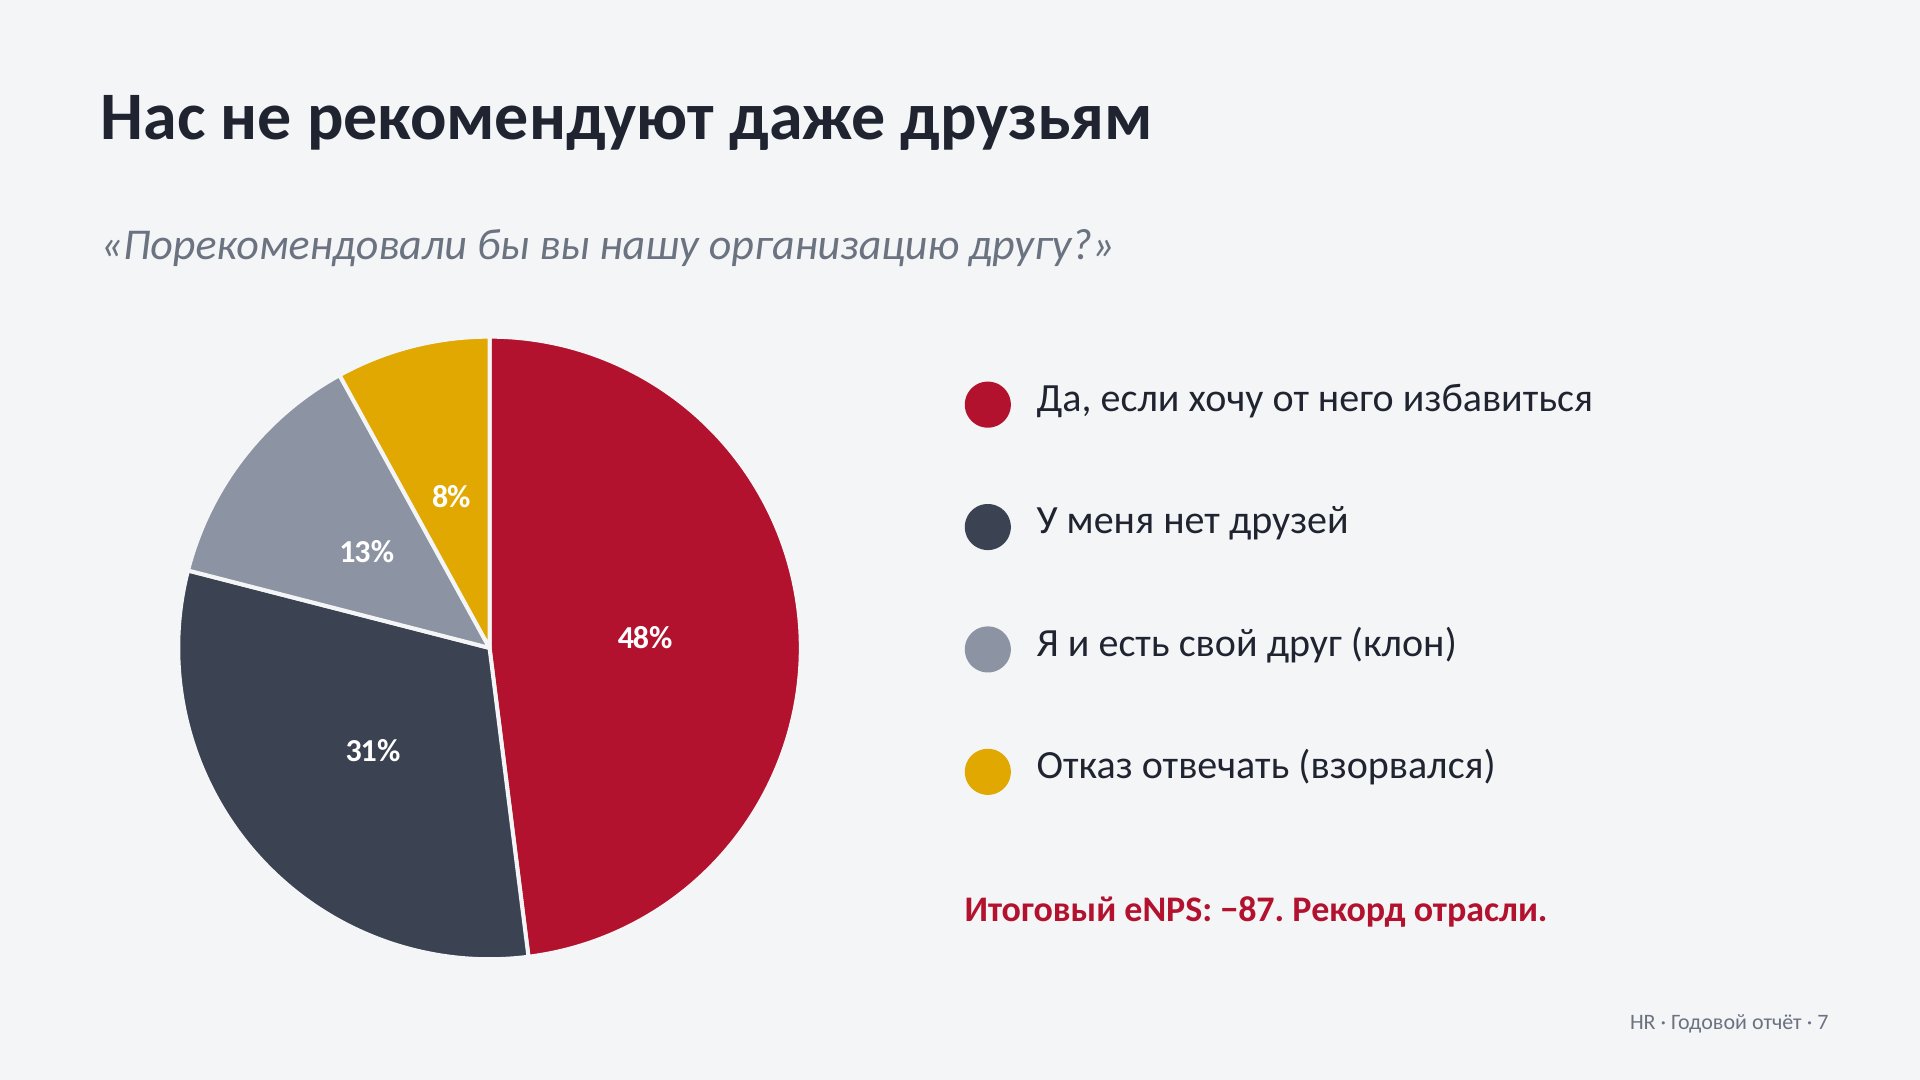 Нас не рекомендуют даже друзьям
«Порекомендовали бы вы нашу организацию другу?»
8%
13%
48%
31%
Да, если хочу от него избавиться
У меня нет друзей
Я и есть свой друг (клон)
Отказ отвечать (взорвался)
Итоговый eNPS: −87. Рекорд отрасли.
HR · Годовой отчёт · 7